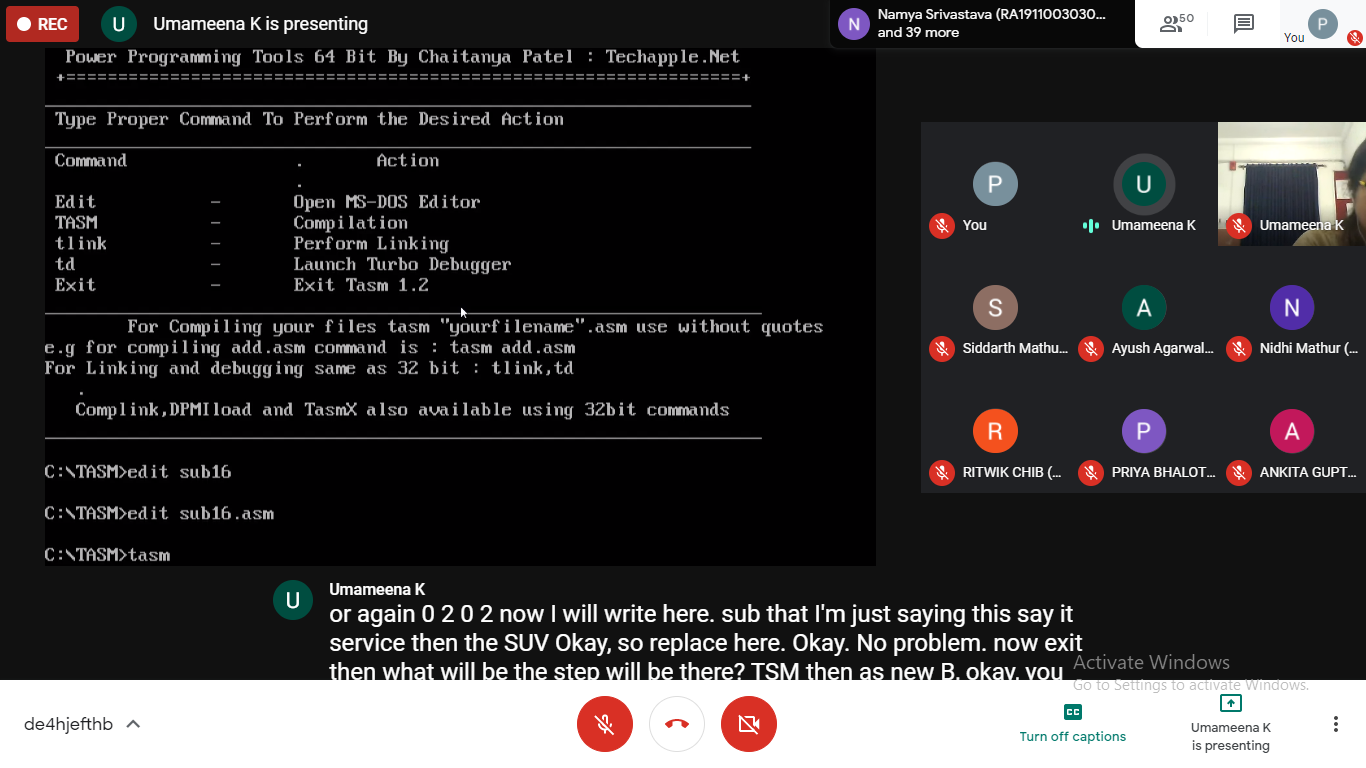 REC
U
Umameena K is presenting
N
Namya Srivastava (RA1911003030...
and 39 more
50
P
You
Power Programming Tools 64 Bit By Chaitanya Patel : Techapple.Net
+==================================================================+
Type Proper Command To Perform the Desired Action
Command . Action
.
Edit - Open MS-DOS Editor
TASM - Compilation
tlink - Perform Linking
td - Launch Turbo Debugger
Exit - Exit Tasm 1.2
For Compiling your files tasm "yourfilename".asm use without quotes
e.g for compiling add.asm command is : tasm add.asm
For Linking and debugging same as 32 bit : tlink,td
.
Complink,DPMIload and TasmX also available using 32bit commands
C:\TASM>edit sub16
C:\TASM>edit sub16.asm
C:\TASM>tasm
P
You
U
Umameena K
Umameena K
S
Siddarth Mathu...
A
Ayush Agarwal...
N
Nidhi Mathur (...
R
RITWIK CHIB (...
P
PRIYA BHALOT...
A
ANKITA GUPT...
U
Umameena K
or again 0 2 0 2 now I will write here. sub that I'm just saying this say it
service then the SUV Okay, so replace here. Okay. No problem. now exit
then what will be the step will be there? TSM then as new B. okay. you
Activate Windows
Go to Settings to activate Windows.
de4hjefthb
CC
Turn off captions
Umameena K
is presenting